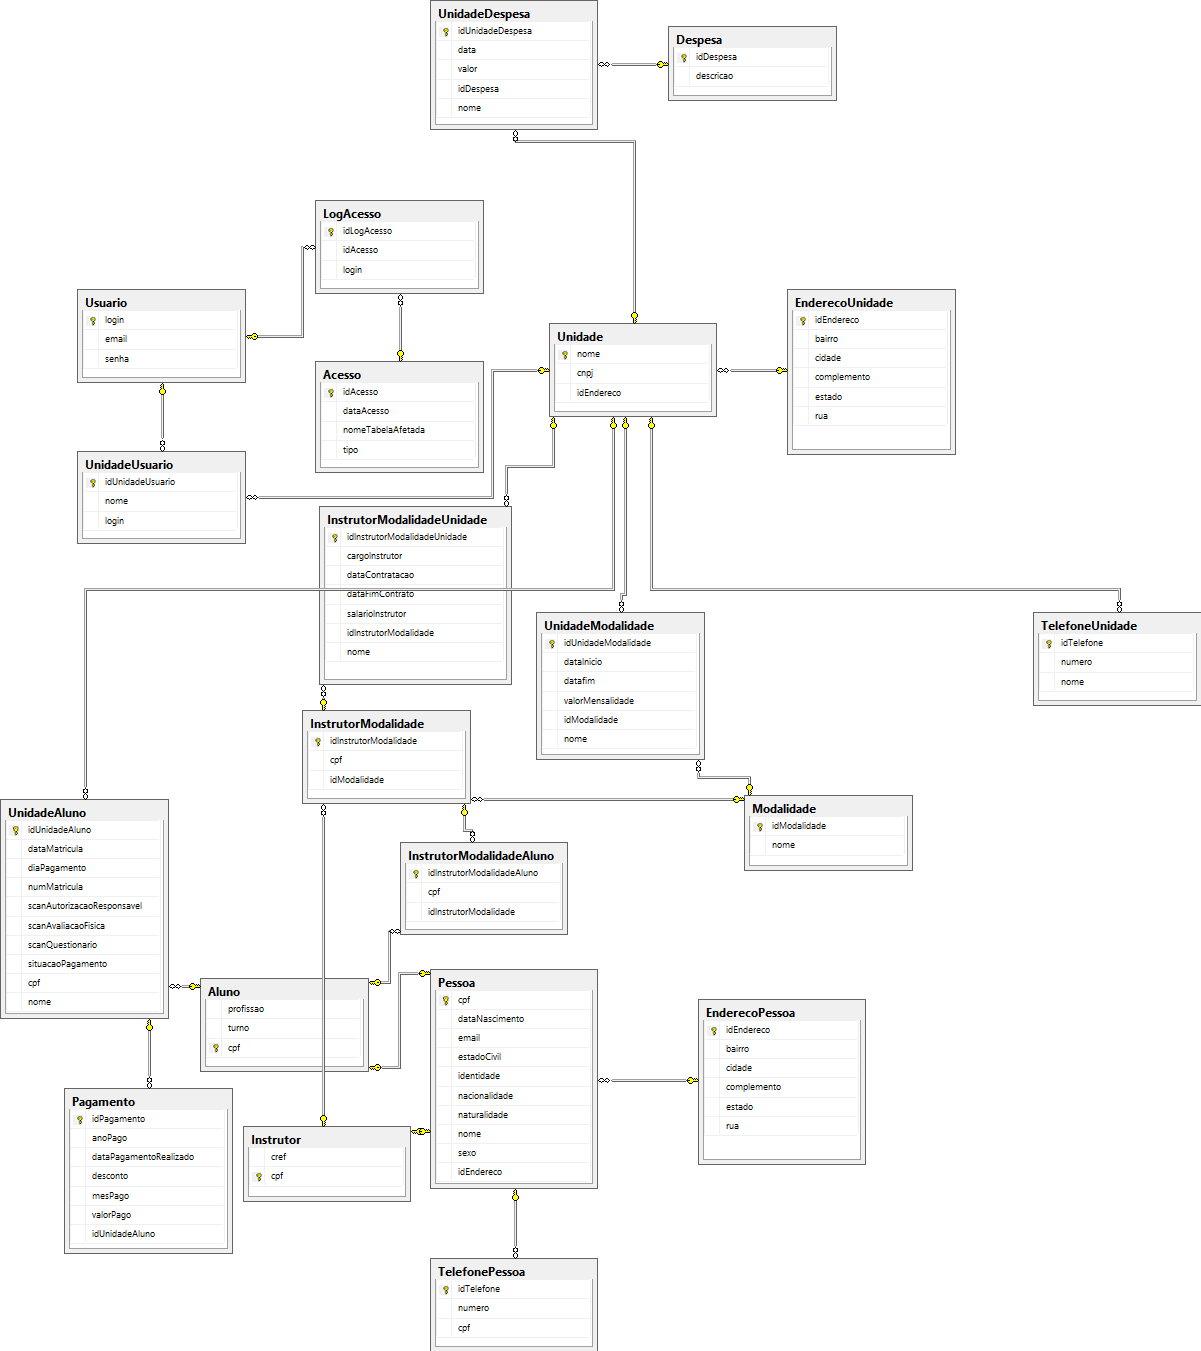 UnidadeDespesa
idUnidadeDespesa
data
valor
idDespesa
nome
Despesa
idDespesa
descricao
LogAcesso
idLogAcesso
idAcesso
login
Usuario
login
email
senha
Acesso
idAcesso
dataAcesso
nomeTabelaAfetada
tipo
Unidade
nome
cnpj
idEndereco
EnderecoUnidade
idEndereco
bairro
cidade
complemento
estado
rua
UnidadeUsuario
idUnidadeUsuario
nome
login
InstrutorModalidadeUnidade
idInstrutorModalidadeUnidade
cargoInstrutor
dataContratacao
dataFimContrato
salarioInstrutor
idInstrutorModalidade
nome
UnidadeModalidade
idUnidadeModalidade
dataInicio
datafim
valorMensalidade
idModalidade
nome
TelefoneUnidade
idTelefone
numero
nome
InstrutorModalidade
idInstrutorModalidade
cpf
idModalidade
Modalidade
idModalidade
nome
UnidadeAluno
idUnidadeAluno
dataMatricula
diaPagamento
numMatricula
scanAutorizacaoResponsavel
scanAvaliacaoFisica
scanQuestionario
situacaoPagamento
cpf
nome
InstrutorModalidadeAluno
idInstrutorModalidadeAluno
cpf
idInstrutorModalidade
Aluno
profissao
turno
cpf
Pessoa
cpf
dataNascimento
email
estadoCivil
identidade
nacionalidade
naturalidade
nome
sexo
idEndereco
EnderecoPessoa
idEndereco
bairro
cidade
complemento
estado
rua
Pagamento
idPagamento
anoPago
dataPagamentoRealizado
desconto
mesPago
valorPago
idUnidadeAluno
Instrutor
cref
cpf
TelefonePessoa
idTelefone
numero
cpf